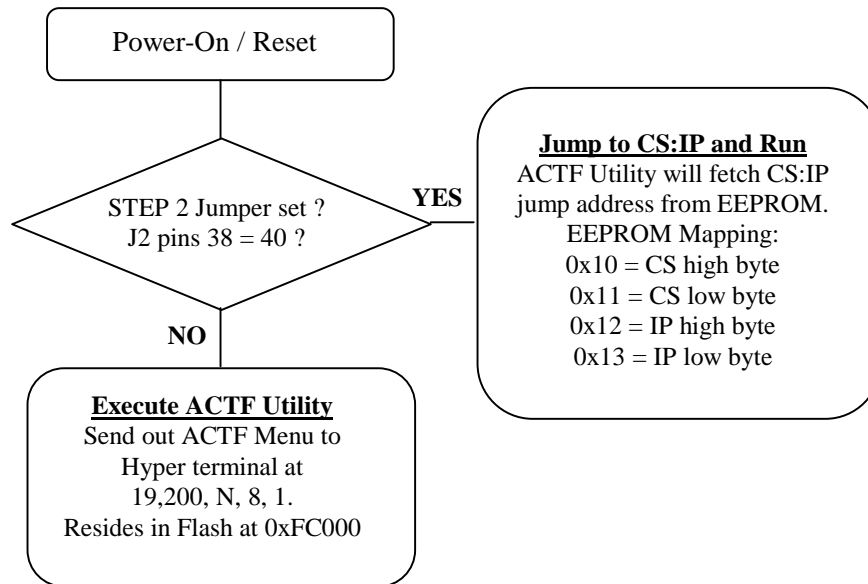 Power-On / Reset
STEP 2 Jumper set ?
J2 pins 38 = 40 ?
YES
Jump to CS:IP and Run
ACTF Utility will fetch CS:IP
jump address from EEPROM.
EEPROM Mapping:
0x10 = CS high byte
0x11 = CS low byte
0x12 = IP high byte
0x13 = IP low byte
NO
Execute ACTF Utility
Send out ACTF Menu to
Hyper terminal at
19,200, N, 8, 1.
Resides in Flash at 0xFC000